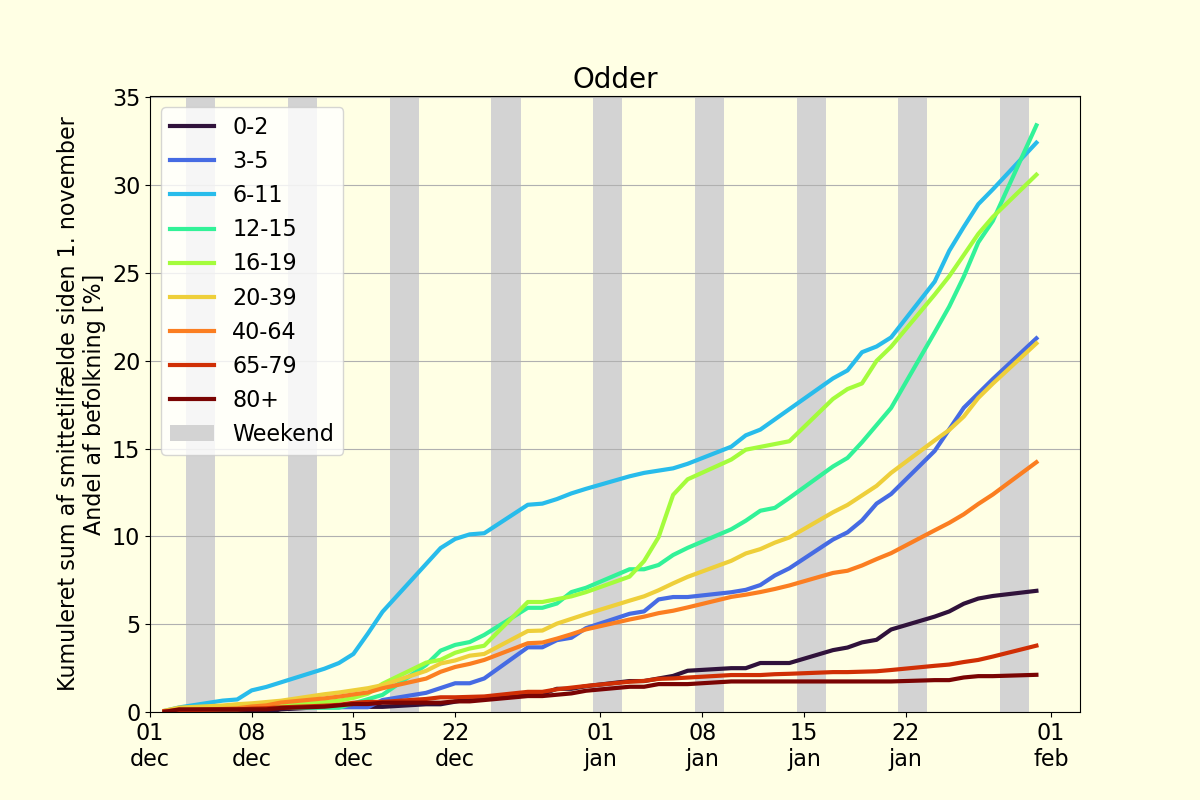 Odder
Kumuleret sum af smittetilfælde siden 1. november
Andel af befolkning [%]
35
30
25
20
15
10
5
0
0-2
3-5
6-11
12-15
16-19
20-39
40-64
65-79
80+
Weekend
01 08 15 22 01 08 15 22 01
dec dec dec dec jan jan jan jan feb